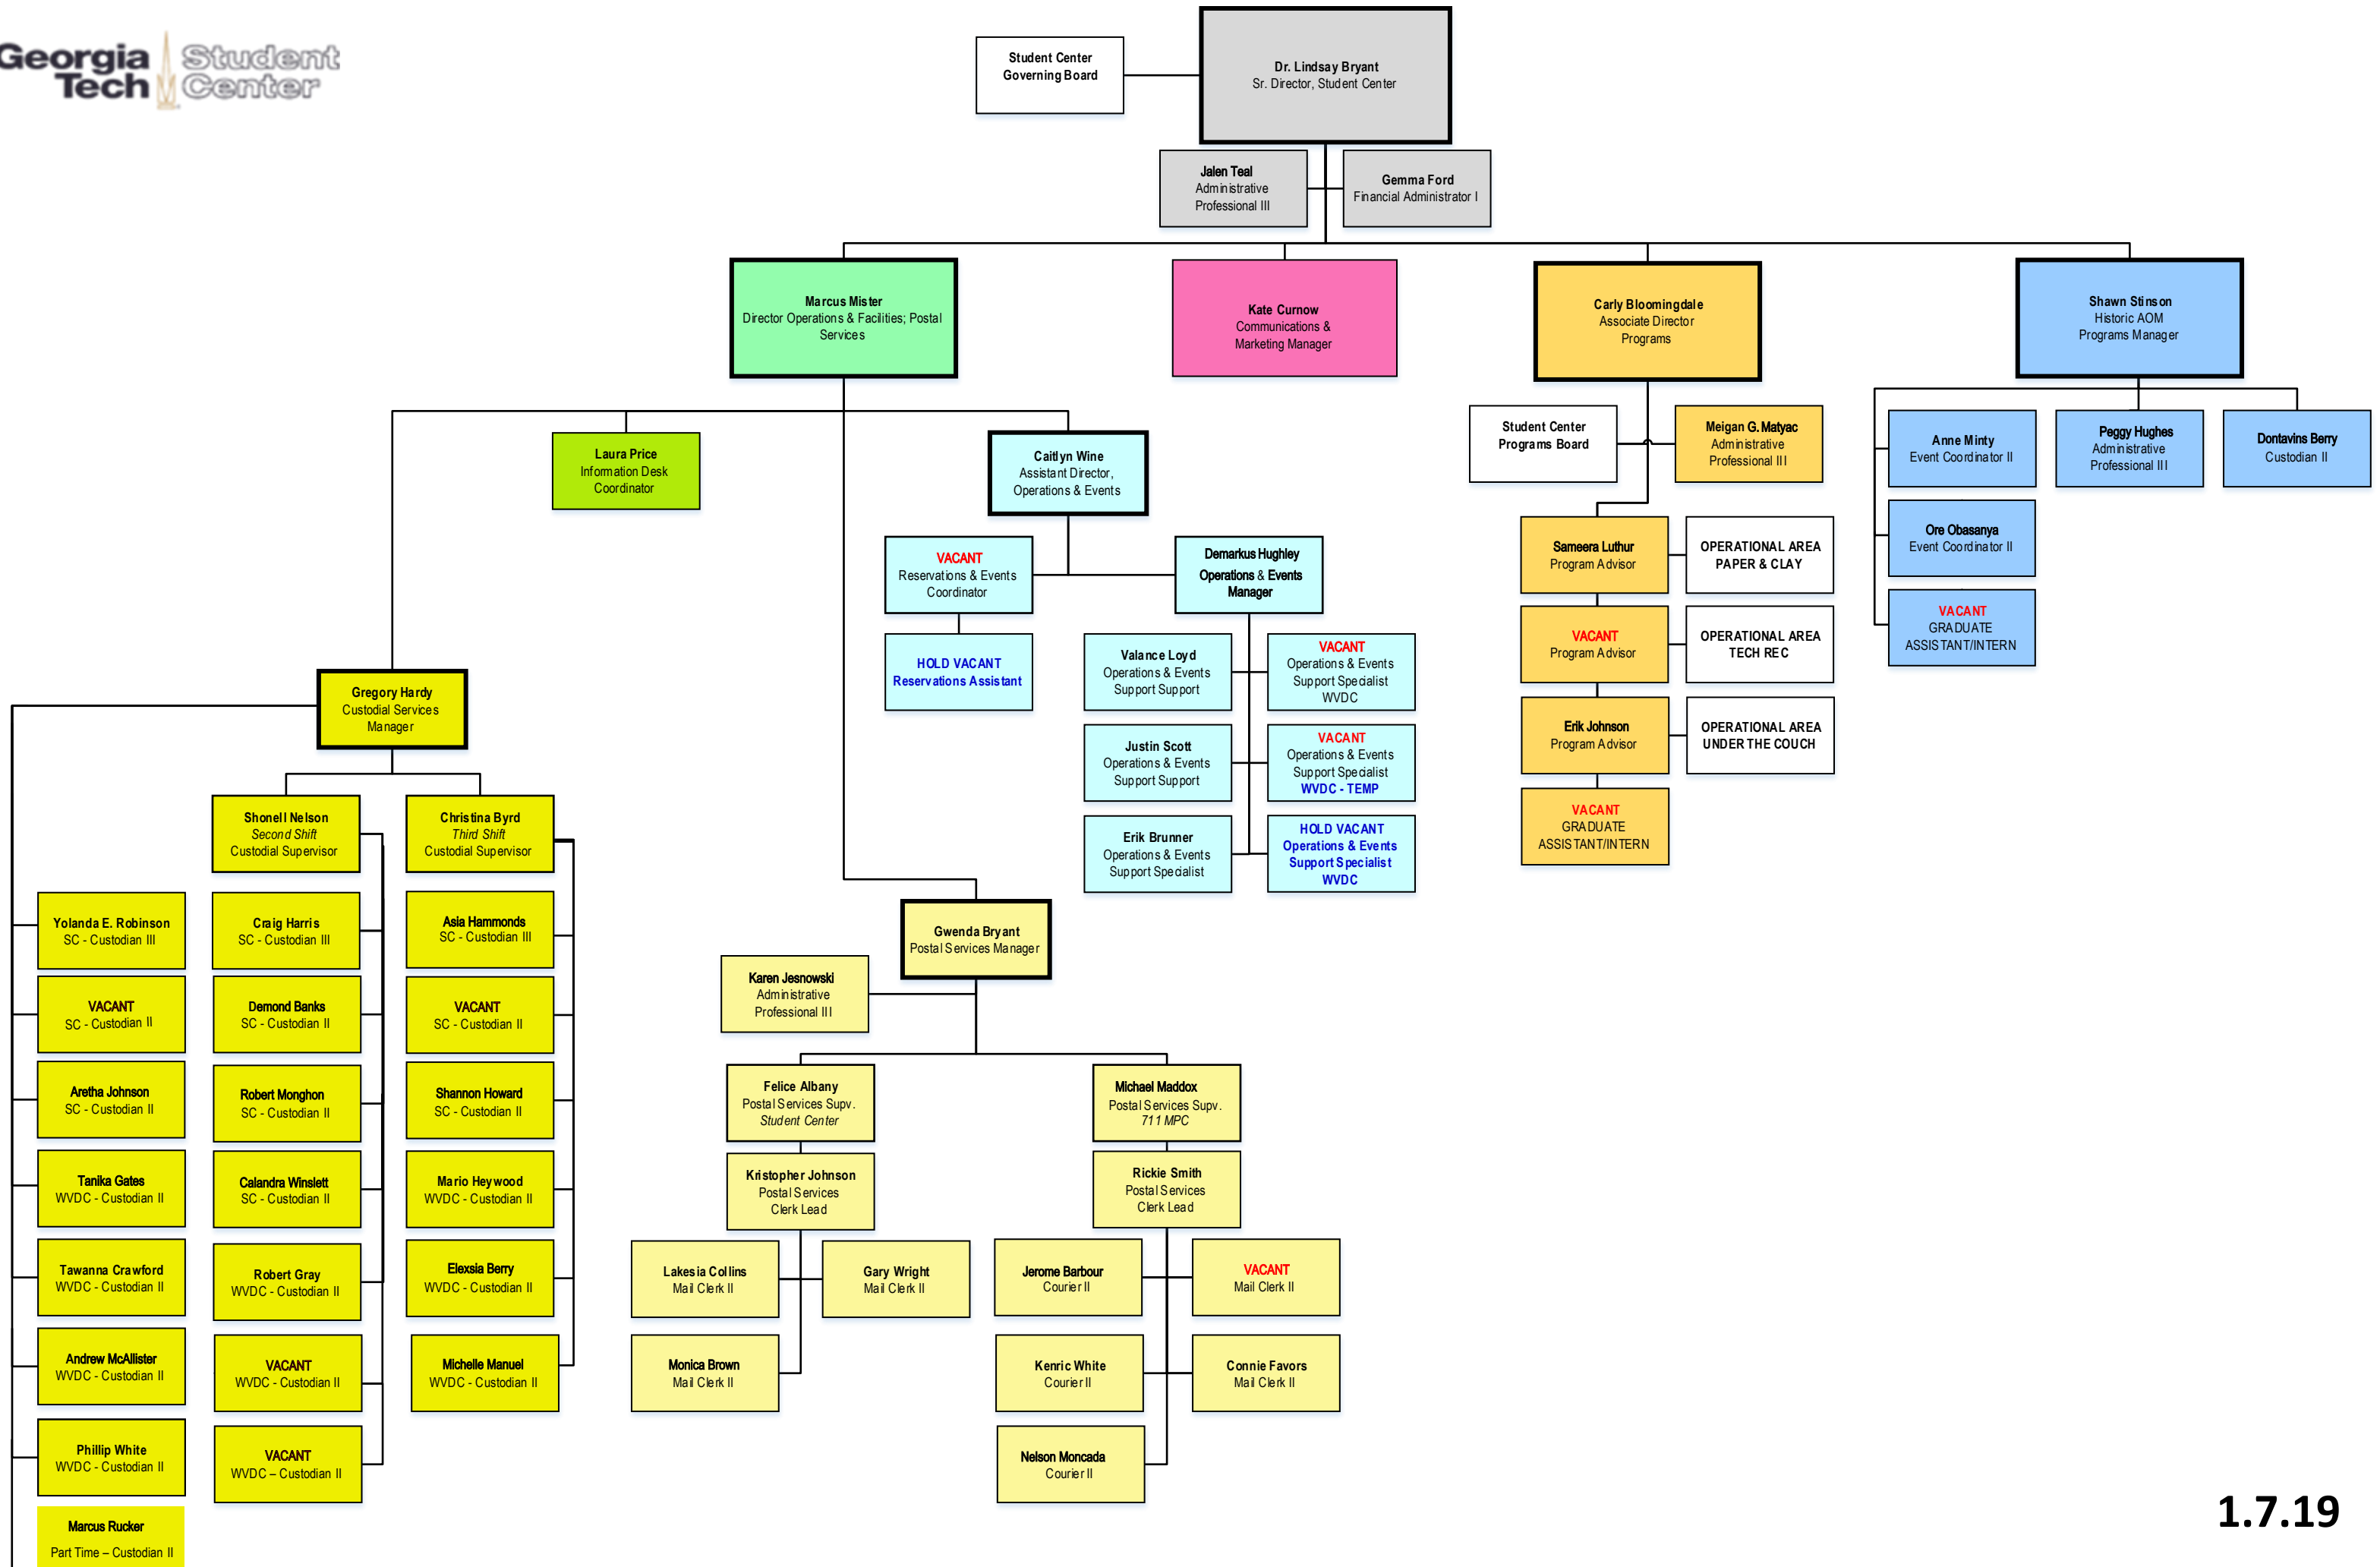 Georgia Tech
Student Center
Student Center
Governing Board
Dr. Lindsay Bryant
Sr. Director, Student Center
Jalen Teal
Administrative
Professional III
Gemma Ford
Financial Administrator I
Marcus Mister
Director Operations & Facilities; Postal
Services
Kate Curnow
Communications &
Marketing Manager
Carly Bloomingdale
Associate Director
Programs
Shawn Stinson
Historic AOM
Programs Manager
Laura Price
Information Desk
Coordinator
Caitlyn Wine
Assistant Director,
Operations & Events
Student Center
Programs Board
Meigan G. Matyac
Administrative
Professional III
Anne Minty
Event Coordinator II
Peggy Hughes
Administrative
Professional III
Dontavins Berry
Custodian II
VACANT
Reservations & Events
Coordinator
Demarkus Hughley
Operations & Events
Manager
Sameera Luthur
Program Advisor
OPERATIONAL AREA
PAPER & CLAY
Ore Obasanya
Event Coordinator II
HOLD VACANT
Reservations Assistant
Valance Loyd
Operations & Events
Support Support
VACANT
Operations & Events
Support Specialist
WVDC
VACANT
Program Advisor
OPERATIONAL AREA
TECH REC
VACANT
GRADUATE
ASSISTANT/INTERN
Gregory Hardy
Custodial Services
Manager
Justin Scott
Operations & Events
Support Support
VACANT
Operations & Events
Support Specialist
WVDC - TEMP
Erik Johnson
Program Advisor
OPERATIONAL AREA
UNDER THE COUCH
Shonell Nelson
Second Shift
Custodial Supervisor
Christina Byrd
Third Shift
Custodial Supervisor
Erik Brunner
Operations & Events
Support Specialist
HOLD VACANT
Operations & Events
Support Specialist
WVDC
VACANT
GRADUATE
ASSISTANT/INTERN
Yolanda E. Robinson
SC - Custodian III
Craig Harris
SC - Custodian III
Asia Hammonds
SC - Custodian III
Gwenda Bryant
Postal Services Manager
Karen Jesnowski
Administrative
Professional III
VACANT
SC - Custodian II
Demond Banks
SC - Custodian II
VACANT
SC - Custodian II
Aretha Johnson
SC - Custodian II
Robert Monghon
SC - Custodian II
Shannon Howard
SC - Custodian II
Felice Albany
Postal Services Supv.
Student Center
Michael Maddox
Postal Services Supv.
711 MPC
Tanika Gates
WVDC - Custodian II
Calandra Winslett
SC - Custodian II
Mario Heywood
WVDC - Custodian II
Kristopher Johnson
Postal Services
Clerk Lead
Rickie Smith
Postal Services
Clerk Lead
Tawanna Crawford
WVDC - Custodian II
Robert Gray
WVDC - Custodian II
Elexsia Berry
WVDC - Custodian II
Lakesia Collins
Mail Clerk II
Gary Wright
Mail Clerk II
Jerome Barbour
Courier II
VACANT
Mail Clerk II
Andrew McAllister
WVDC - Custodian II
VACANT
WVDC - Custodian II
Michelle Manuel
WVDC - Custodian II
Monica Brown
Mail Clerk II
Kenric White
Courier II
Connie Favors
Mail Clerk II
Phillip White
WVDC - Custodian II
VACANT
WVDC – Custodian II
Nelson Moncada
Courier II
Marcus Rucker
Part Time – Custodian II
1.7.19